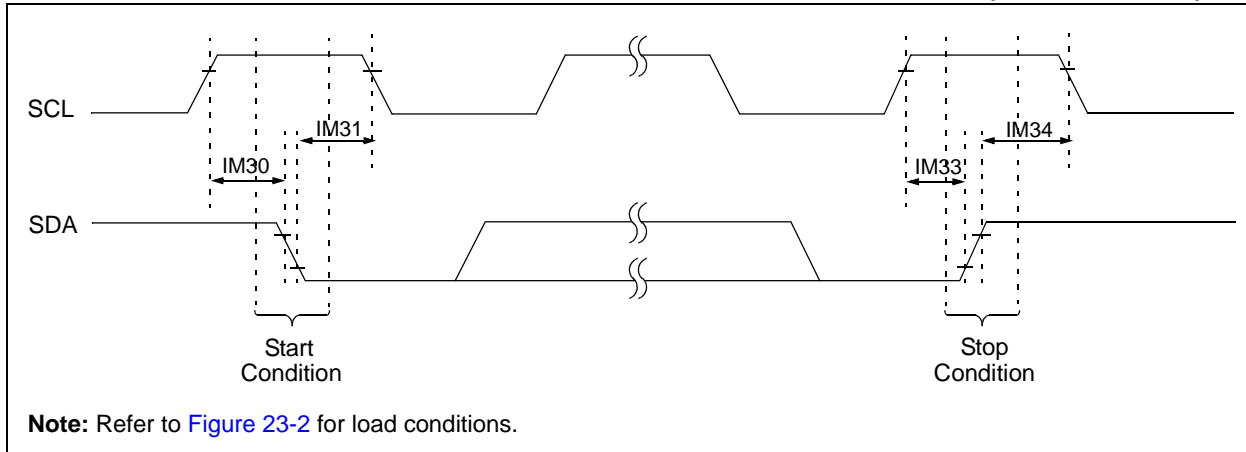 SCL
IM31
IM34
IM30
IM33
SDA
Start
Condition
Stop
Condition
Note: Refer to Figure 23-2 for load conditions.